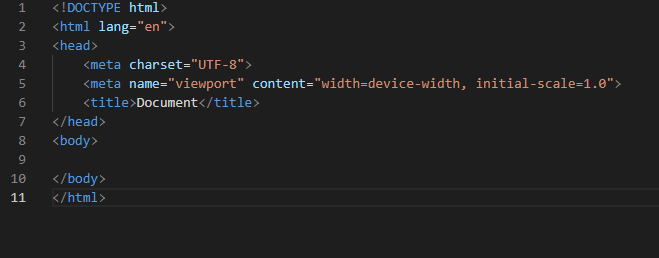 1 <!DOCTYPE html>
2 <html lang="en">
3 <head>
4     <meta charset="UTF-8">
5     <meta name="viewport" content="width=device-width, initial-scale=1.0">
6     <title>Document</title>
7 </head>
8 <body>
9
10 </body>
11 </html>